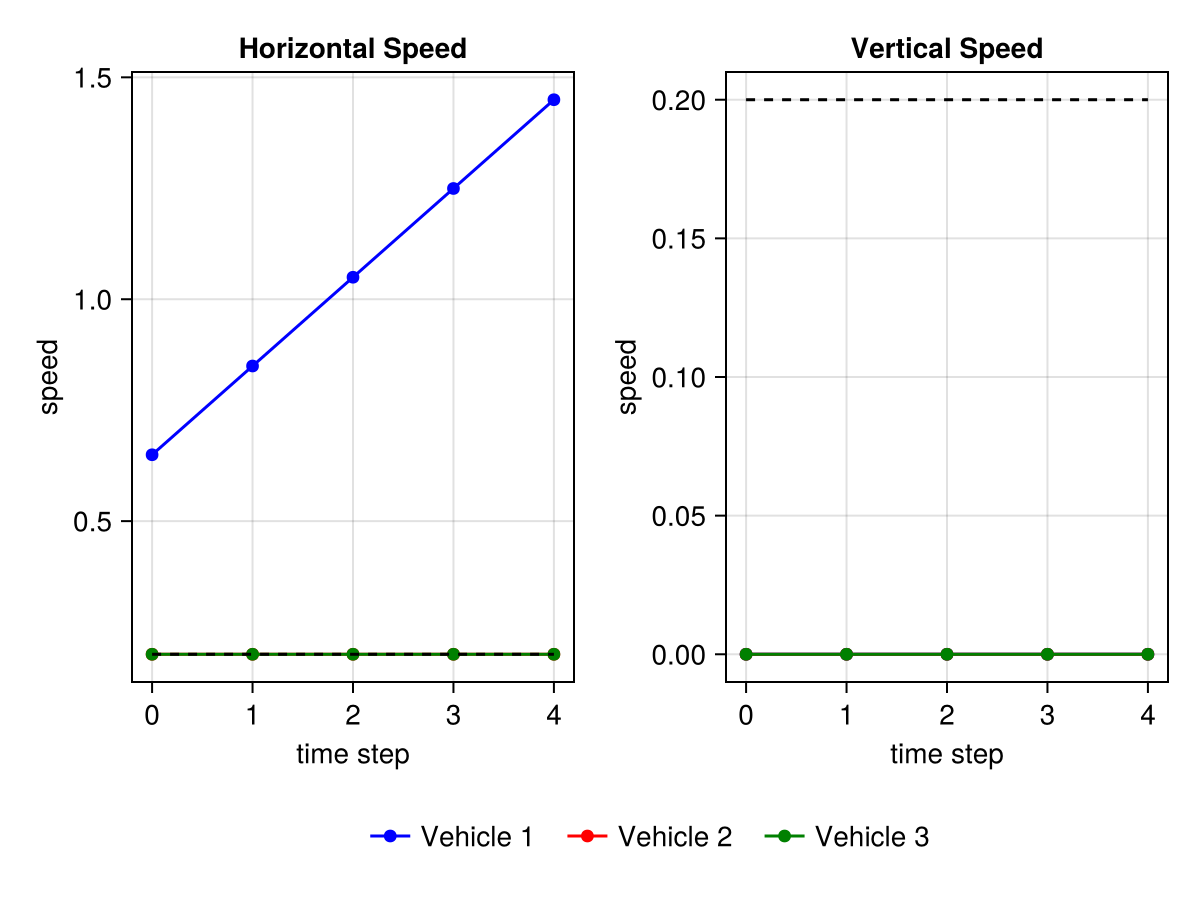 Horizontal Speed
1.5
1.0
0.5
speed
0 1 2 3 4
time step
Vertical Speed
0.20
0.15
0.10
0.05
0.00
speed
0 1 2 3 4
time step
Vehicle 1 Vehicle 2 Vehicle 3